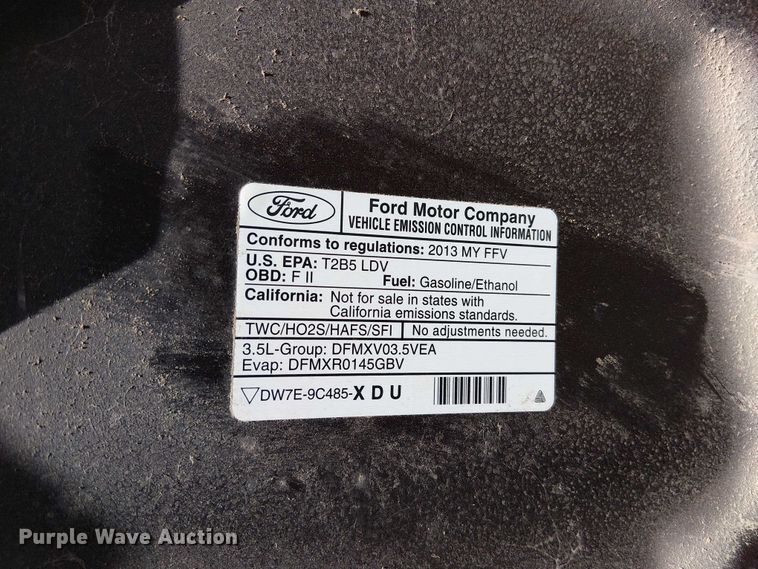 Ford
Ford Motor Company
VEHICLE EMISSION CONTROL INFORMATION
Conforms to regulations: 2013 MY FFV
U.S. EPA: T2B5 LDV
OBD: F II Fuel: Gasoline/Ethanol
California: Not for sale in states with
California emissions standards.
TWC/HO2S/HAFS/SFI No adjustments needed.
3.5L-Group: DFMXV03.5VEA
Evap: DFMXR0145GBV
DW7E-9C485-XDU
Purple Wave Auction